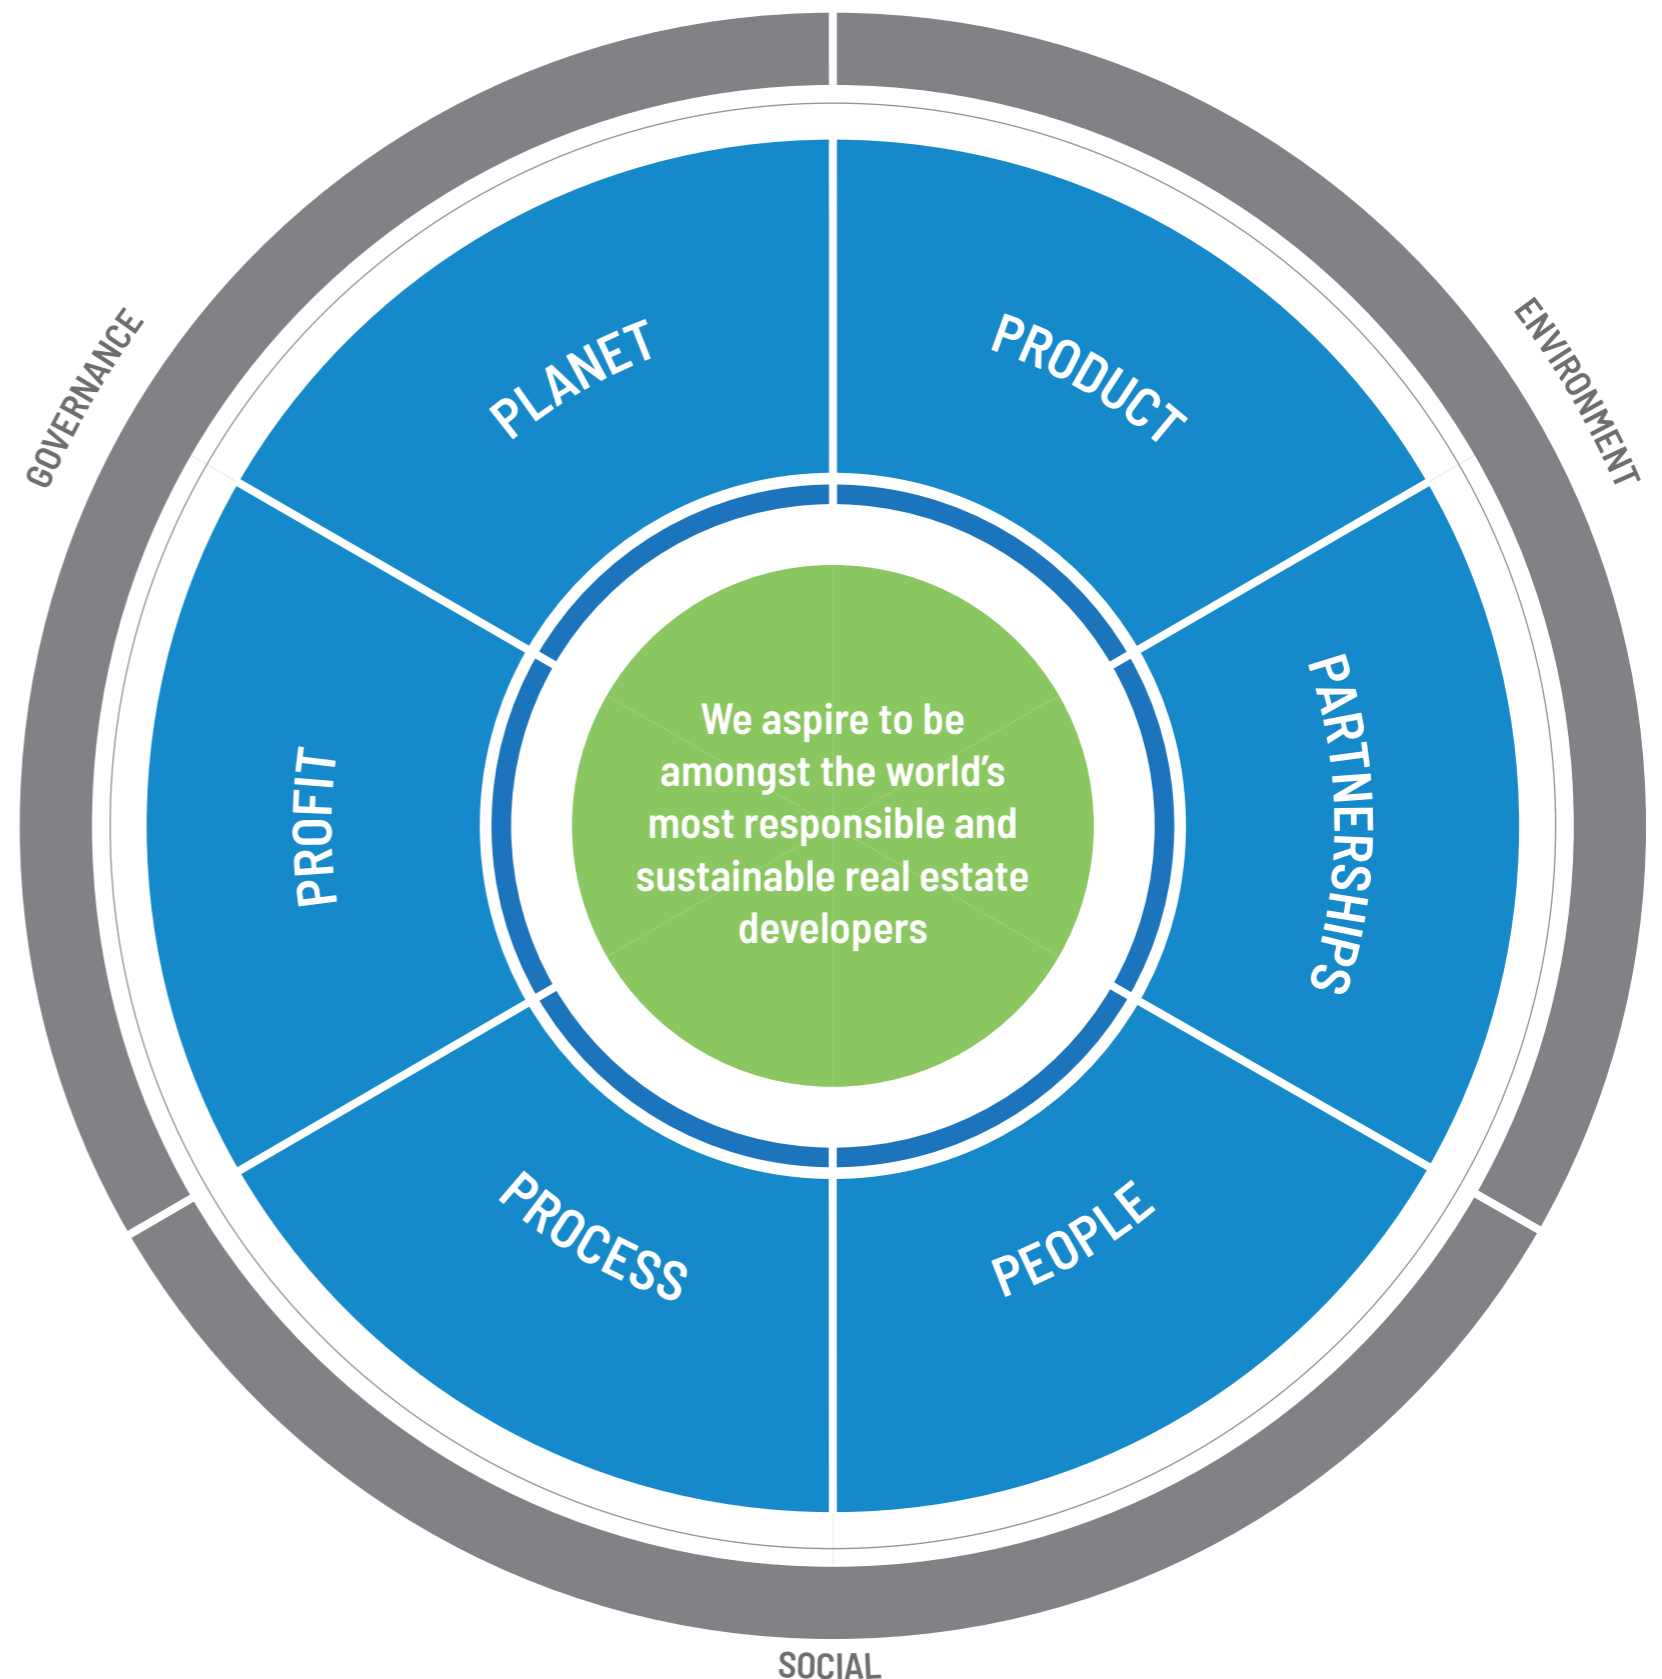 GOVERNANCE
ENVIRONMENT
PLANET
PRODUCT
PROFIT
PARTNERSHIPS
We aspire to be
amongst the world’s
most responsible and
sustainable real estate
developers
PROCESS
PEOPLE
SOCIAL